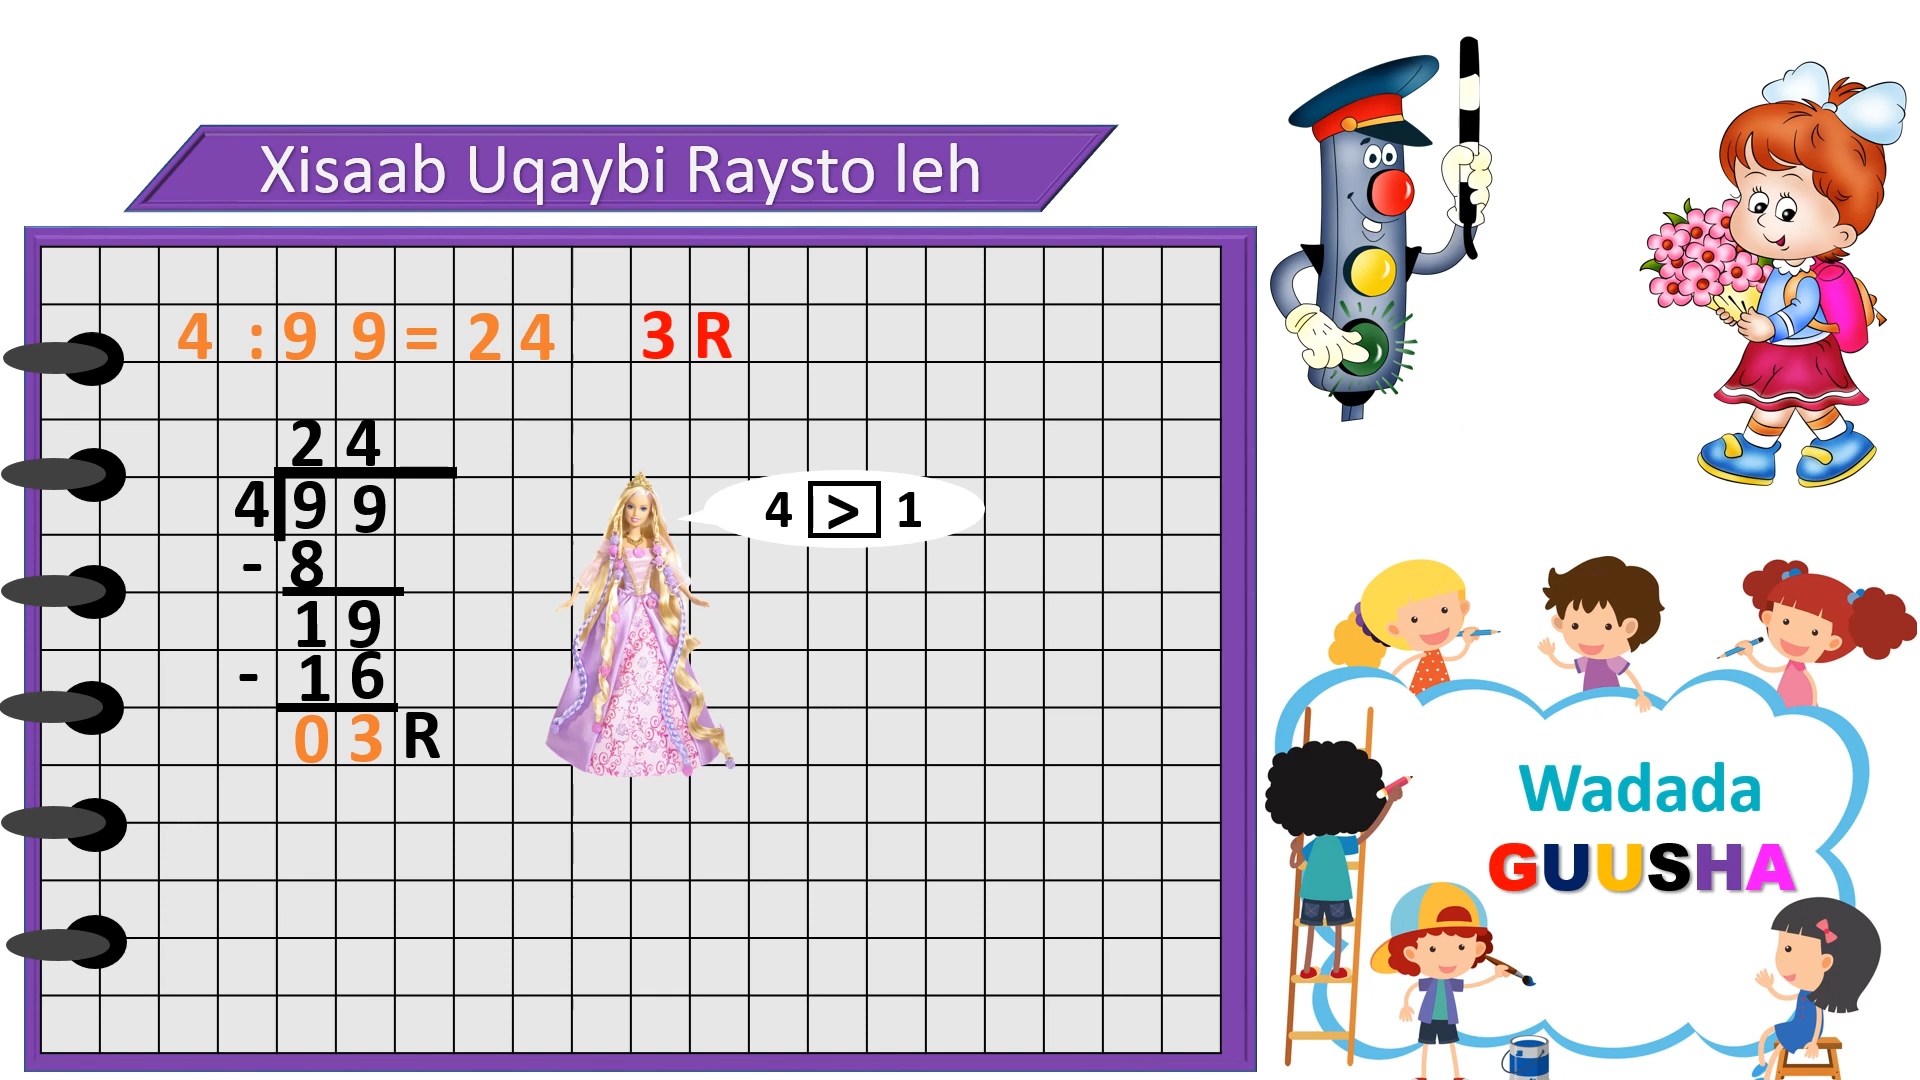 Xisaab Uqaybi Raysto leh
4 : 9 9 = 2 4 3 R
2 4
4 9 9
- 8
1 9
- 1 6
0 3 R
4 > 1
Wadada
GUUSHA